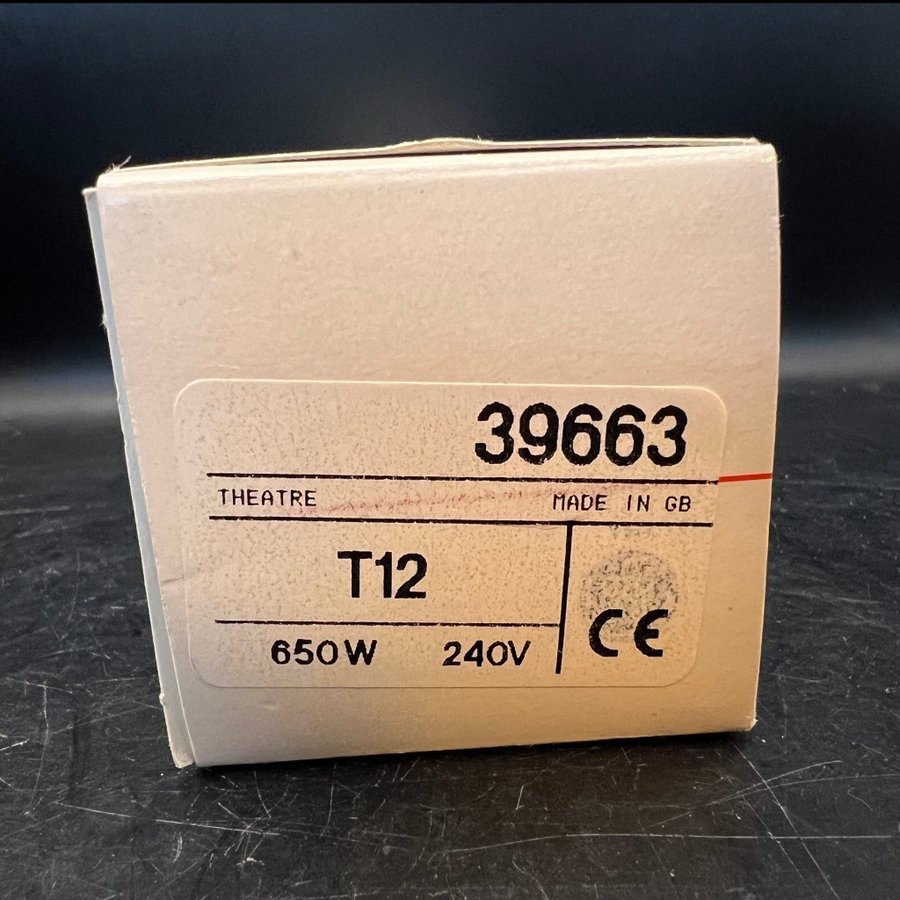 39663
THEATRE MADE IN GB
T12
650W 240V CE